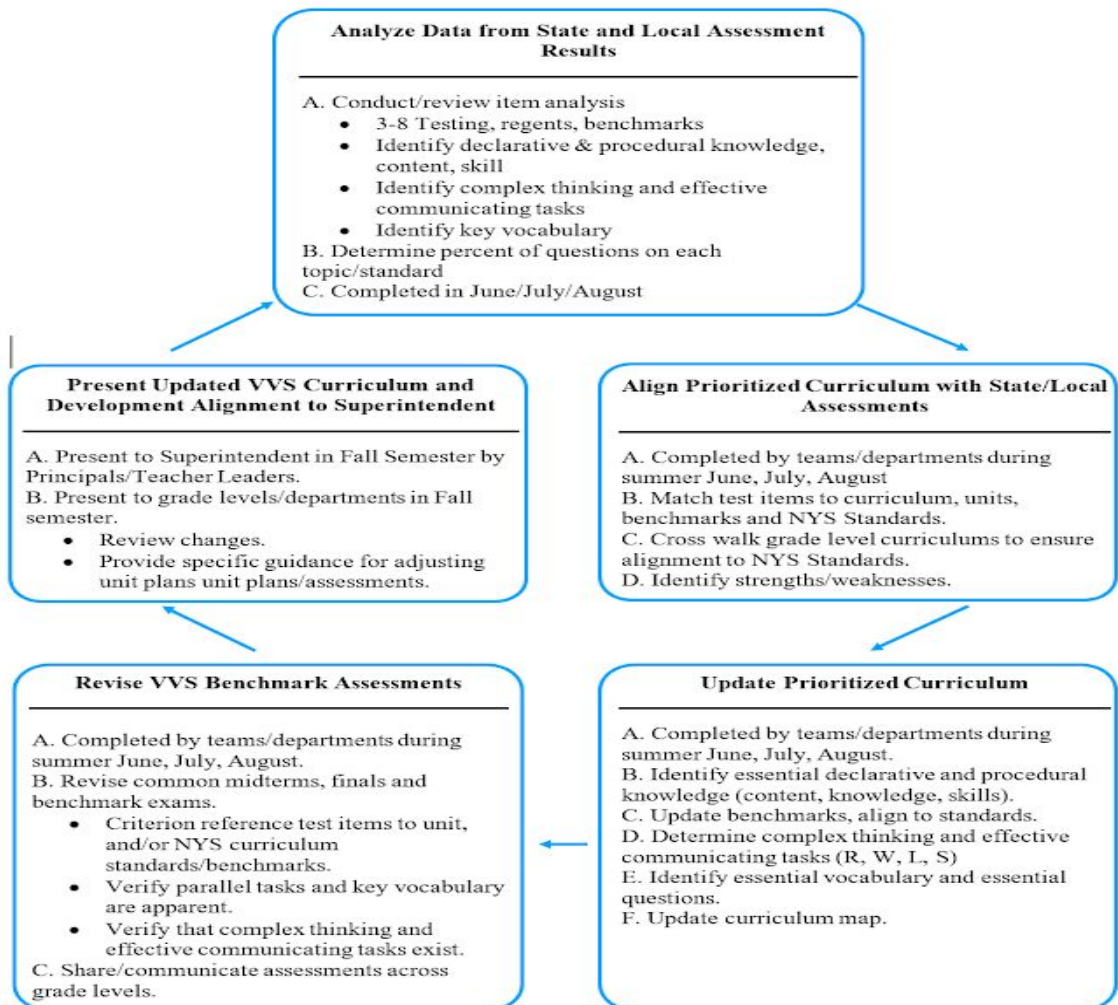 Analyze Data from State and Local Assessment
Results
A. Conduct/review item analysis
• 3-8 Testing, regents, benchmarks
• Identify declarative & procedural knowledge,
content, skill
• Identify complex thinking and effective
communicating tasks
• Identify key vocabulary
B. Determine percent of questions on each
topic/standard
C. Completed in June/July/August
Align Prioritized Curriculum with State/Local
Assessments
A. Completed by teams/departments during
summer June, July, August
B. Match test items to curriculum, units,
benchmarks and NYS Standards.
C. Cross walk grade level curriculums to ensure
alignment to NYS Standards.
D. Identify strengths/weaknesses.
Update Prioritized Curriculum
A. Completed by teams/departments during
summer June, July, August.
B. Identify essential declarative and procedural
knowledge (content, knowledge, skills).
C. Update benchmarks, align to standards.
D. Determine complex thinking and effective
communicating tasks (R, W, L, S)
E. Identify essential vocabulary and essential
questions.
F. Update curriculum map.
Revise VVS Benchmark Assessments
A. Completed by teams/departments during
summer June, July, August.
B. Revise common midterms, finals and
benchmark exams.
• Criterion reference test items to unit,
and/or NYS curriculum
standards/benchmarks.
• Verify parallel tasks and key vocabulary
are apparent.
• Verify that complex thinking and
effective communicating tasks exist.
C. Share/communicate assessments across
grade levels.
Present Updated VVS Curriculum and
Development Alignment to Superintendent
A. Present to Superintendent in Fall Semester by
Principals/Teacher Leaders.
B. Present to grade levels/departments in Fall
semester.
• Review changes.
• Provide specific guidance for adjusting
unit plans unit plans/assessments.